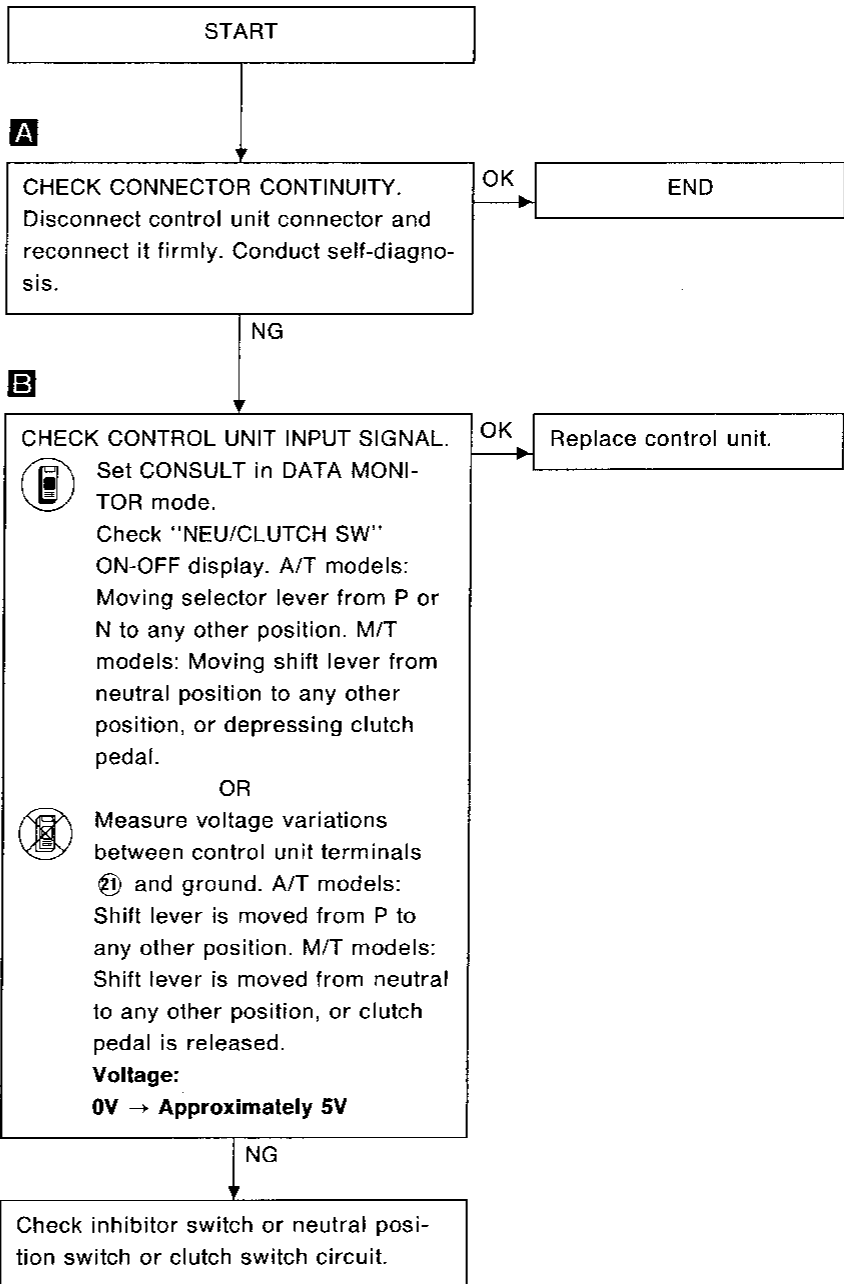 START
A
CHECK CONNECTOR CONTINUITY.
Disconnect control unit connector and
reconnect it firmly. Conduct self-diagno-
sis.
OK
END
NG
B
CHECK CONTROL UNIT INPUT SIGNAL.
Set CONSULT in DATA MONI-
TOR mode.
Check "NEU/CLUTCH SW"
ON-OFF display. A/T models:
Moving selector lever from P or
N to any other position. M/T
models: Moving shift lever from
neutral position to any other
position, or depressing clutch
pedal.
OR
Measure voltage variations
between control unit terminals
㉑ and ground. A/T models:
Shift lever is moved from P to
any other position. M/T models:
Shift lever is moved from neutral
to any other position, or clutch
pedal is released.
Voltage:
0V → Approximately 5V
OK
Replace control unit.
NG
Check inhibitor switch or neutral posi-
tion switch or clutch switch circuit.